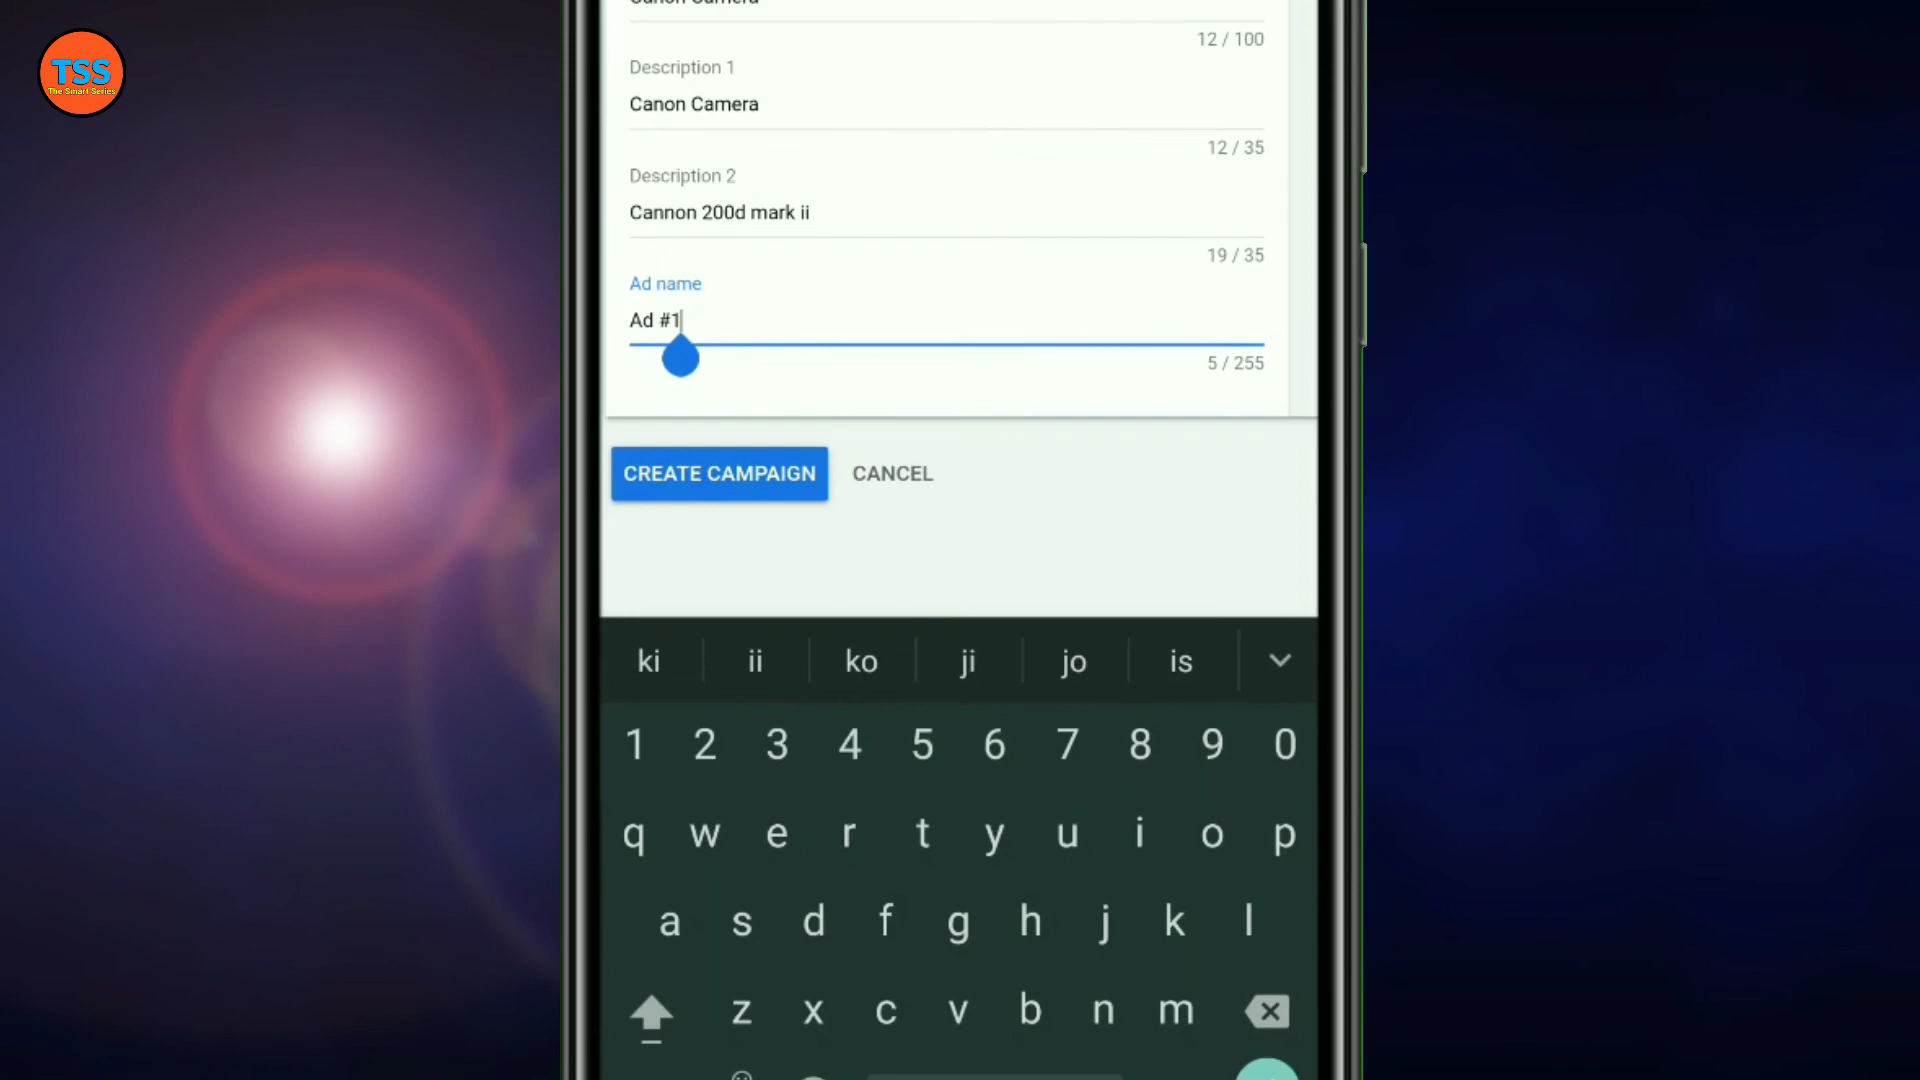 TSS
The Smart Series
Canon Camera
12 / 100
Description 1
Canon Camera
12 / 35
Description 2
Cannon 200d mark ii
19 / 35
Ad name
Ad #1
5 / 255
CREATE CAMPAIGN CANCEL
ki ii ko ji jo is
1 2 3 4 5 6 7 8 9 0
q w e r t y u i o p
a s d f g h j k l
z x c v b n m